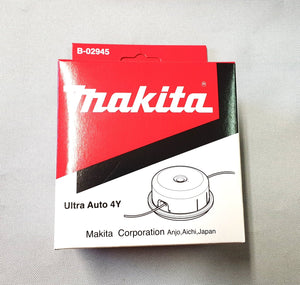 B-02945
makita®
Ultra Auto 4Y
Makita Corporation Anjo,Aichi,Japan